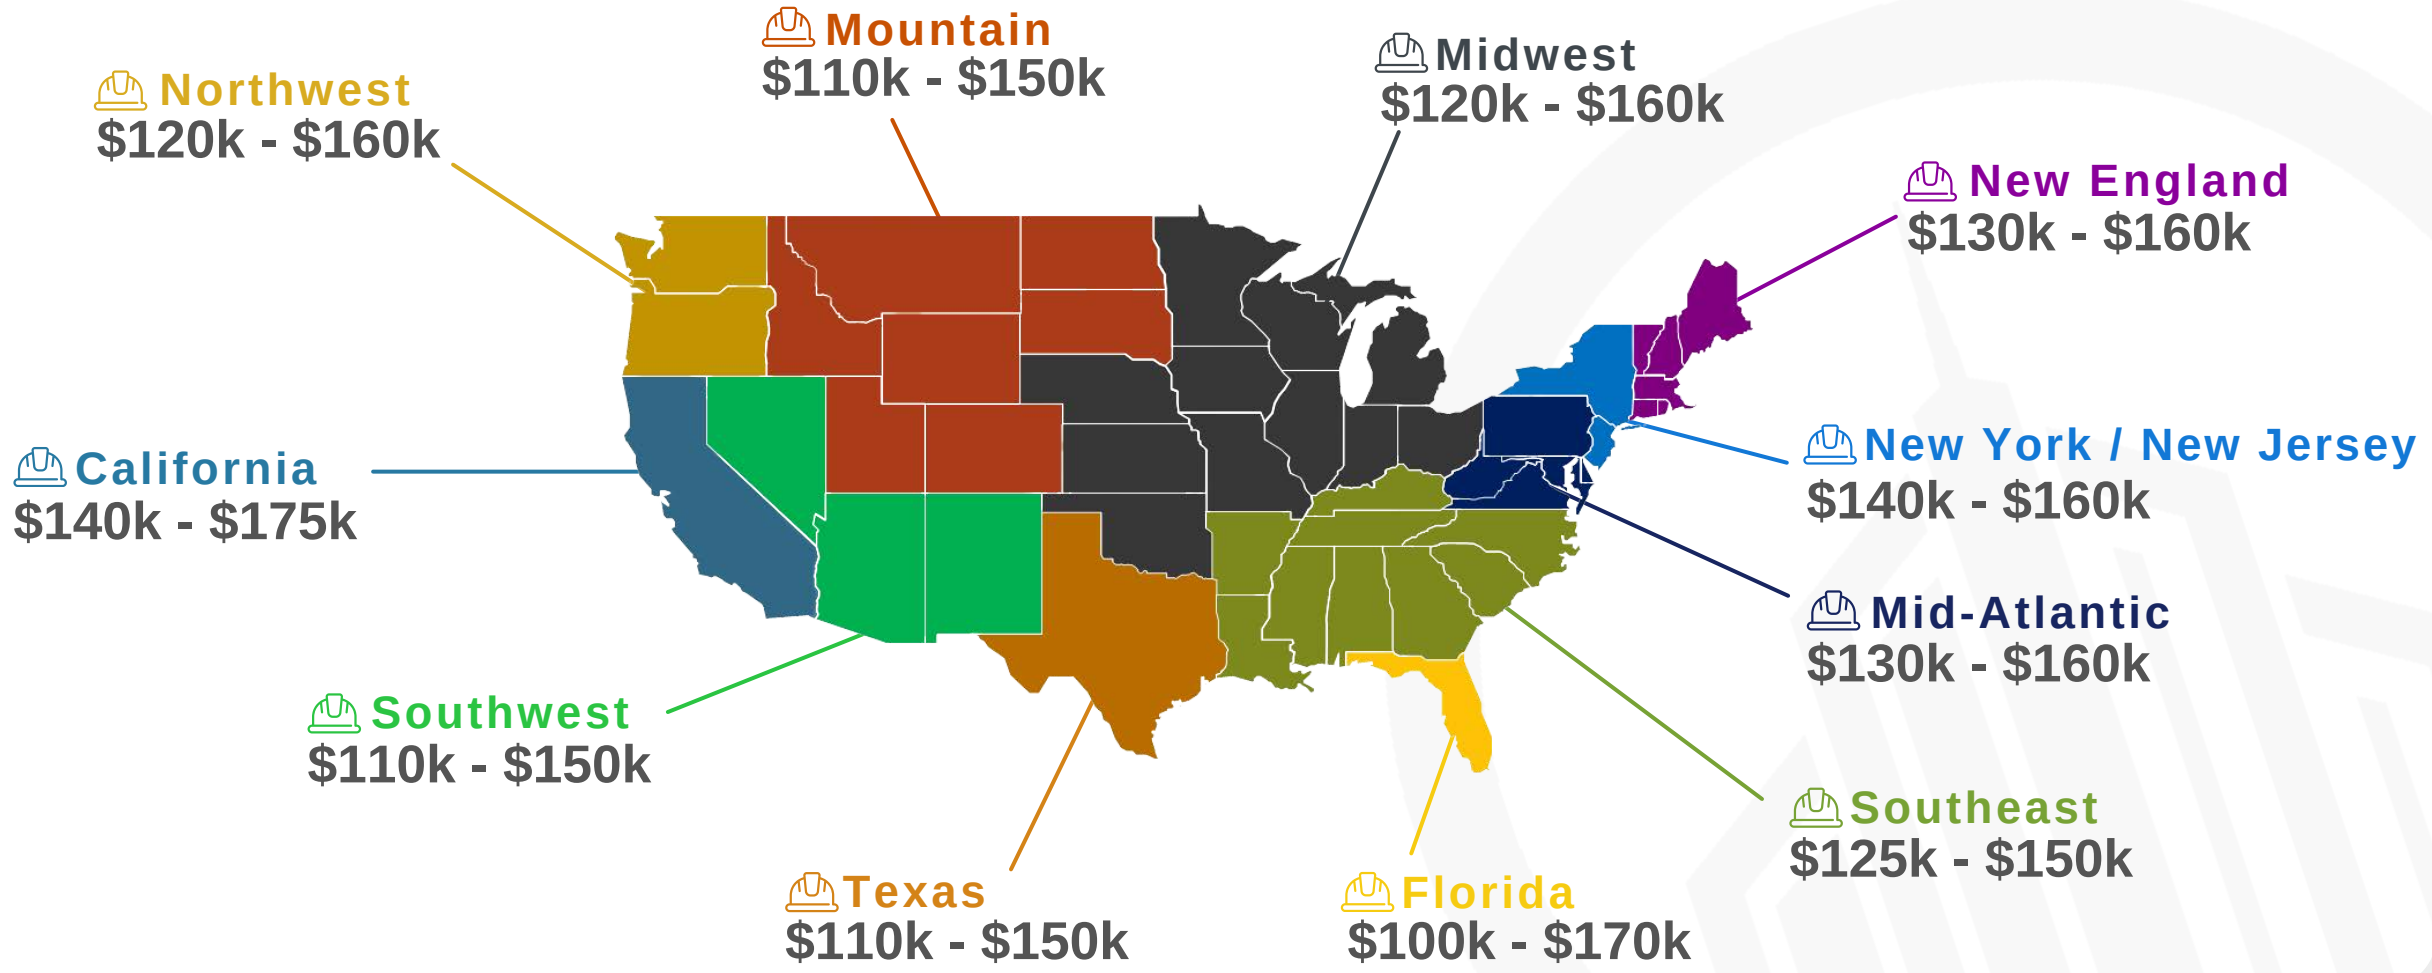 Mountain
$110k - $150k
Midwest
$120k - $160k
Northwest
$120k - $160k
New England
$130k - $160k
California
$140k - $175k
New York / New Jersey
$140k - $160k
Mid-Atlantic
$130k - $160k
Southwest
$110k - $150k
Southeast
$125k - $150k
Texas
$110k - $150k
Florida
$100k - $170k